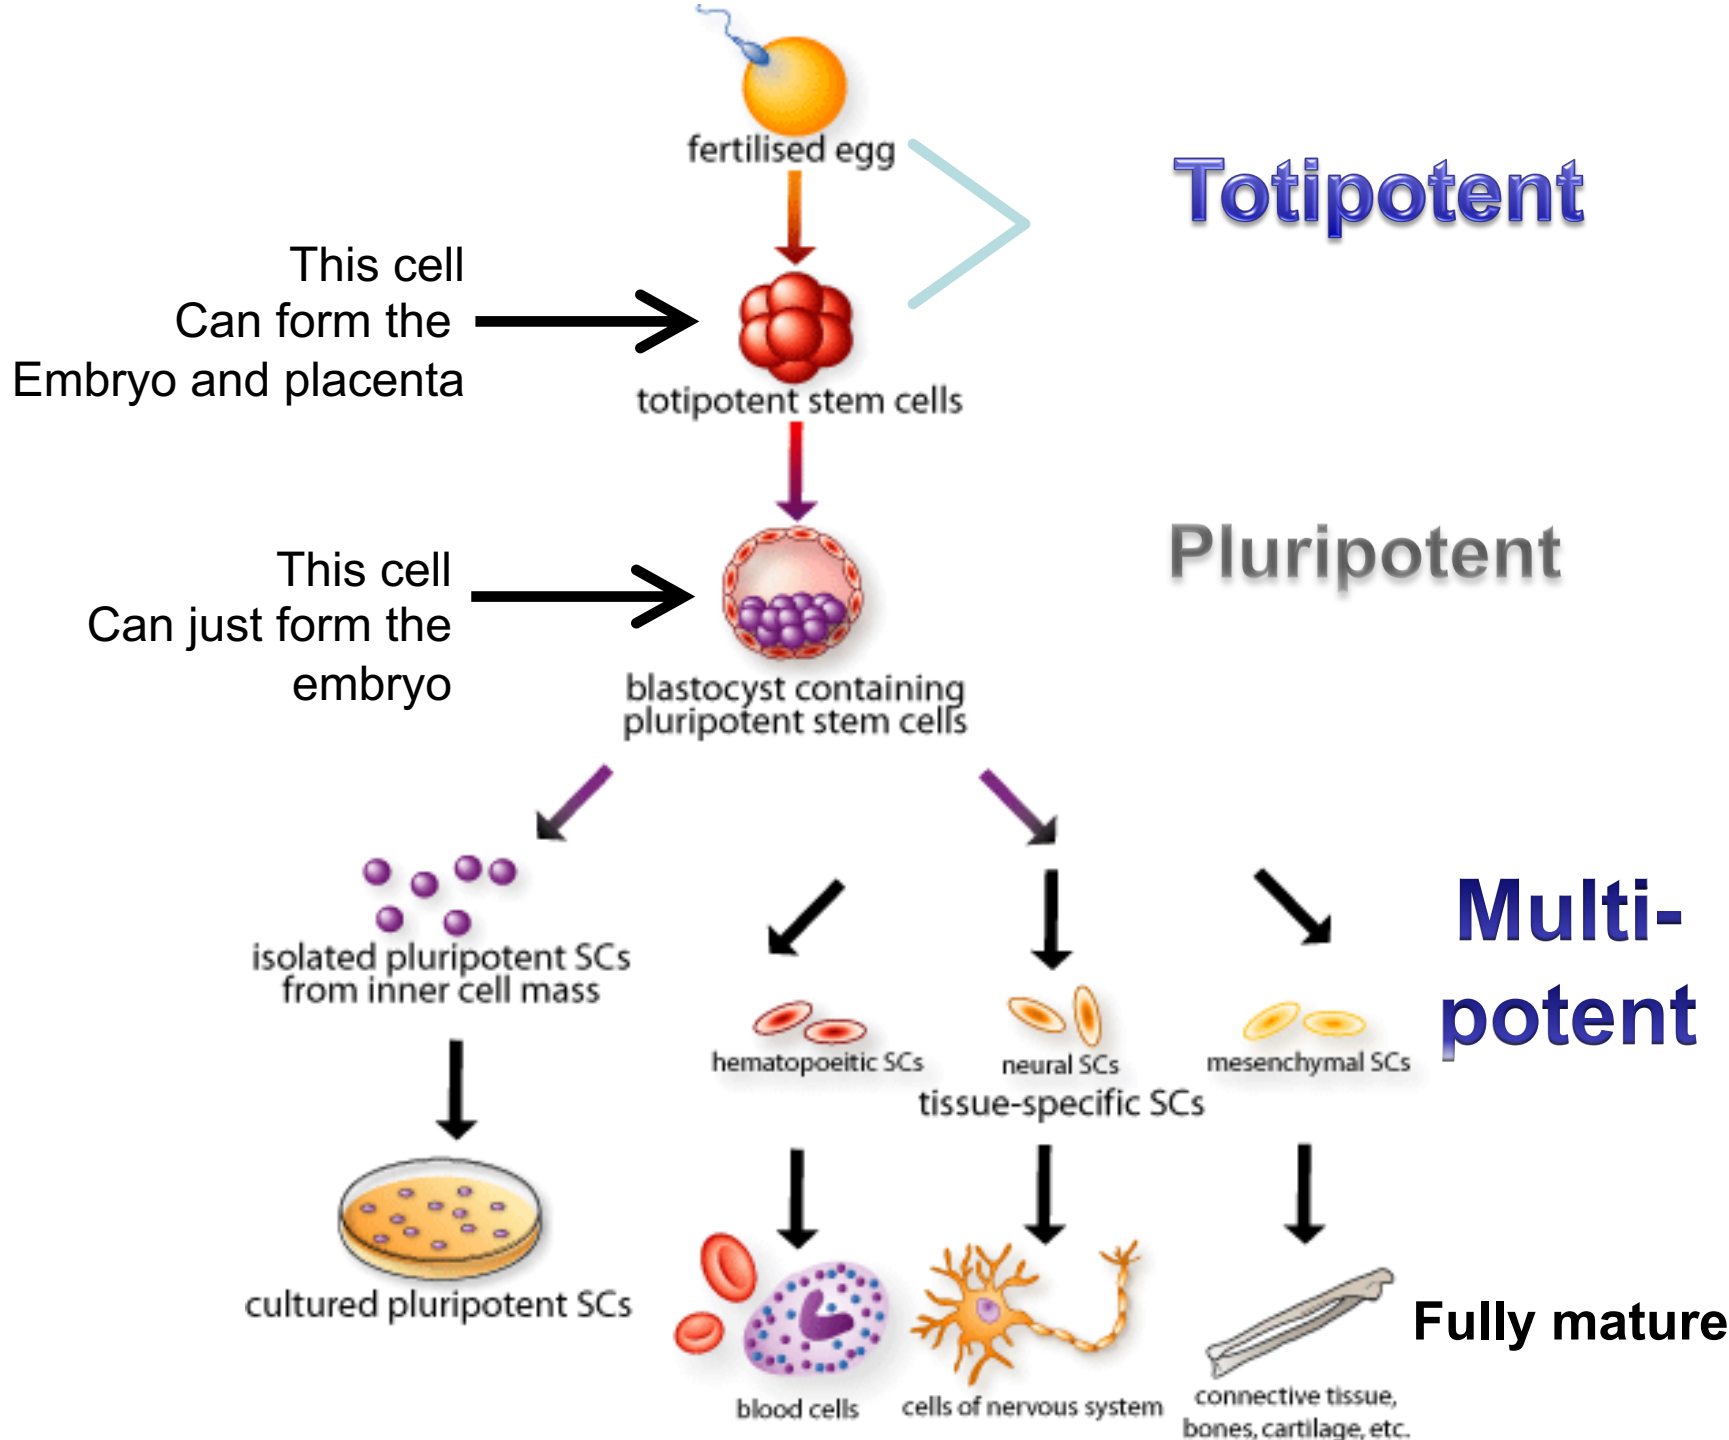 fertilised egg
Totipotent
This cell
Can form the
Embryo and placenta
totipotent stem cells
Pluripotent
This cell
Can just form the
embryo
blastocyst containing
pluripotent stem cells
isolated pluripotent SCs
from inner cell mass
Multi-
potent
hematopoeitic SCs
neural SCs
mesenchymal SCs
tissue-specific SCs
cultured pluripotent SCs
Fully mature
blood cells
cells of nervous system
connective tissue,
bones, cartilage, etc.